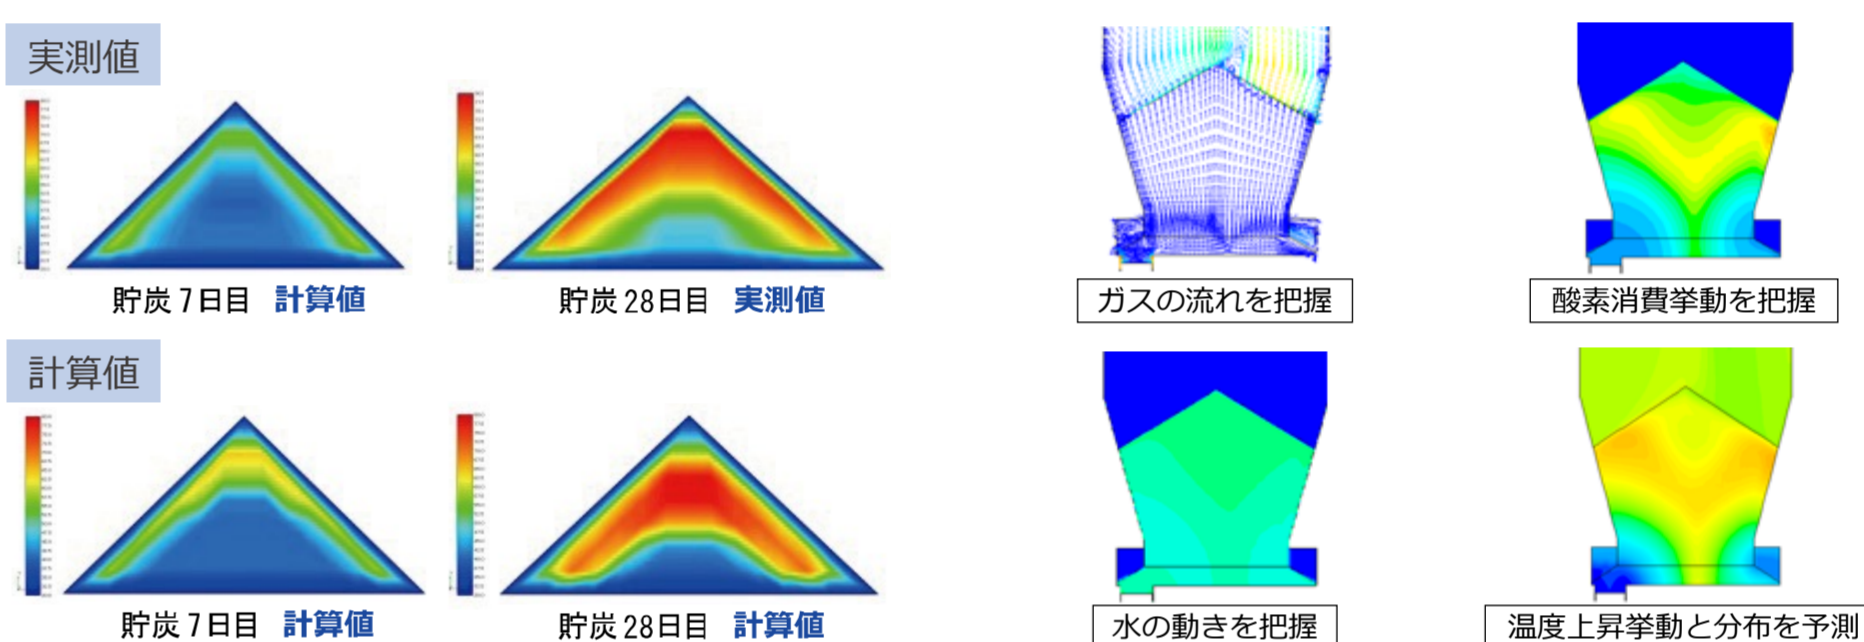 実測値
貯炭7日目 計算値
貯炭28日目 実測値
計算値
貯炭7日目 計算値
貯炭28日目 計算値
ガスの流れを把握
酸素消費挙動を把握
水の動きを把握
温度上昇挙動と分布を予測